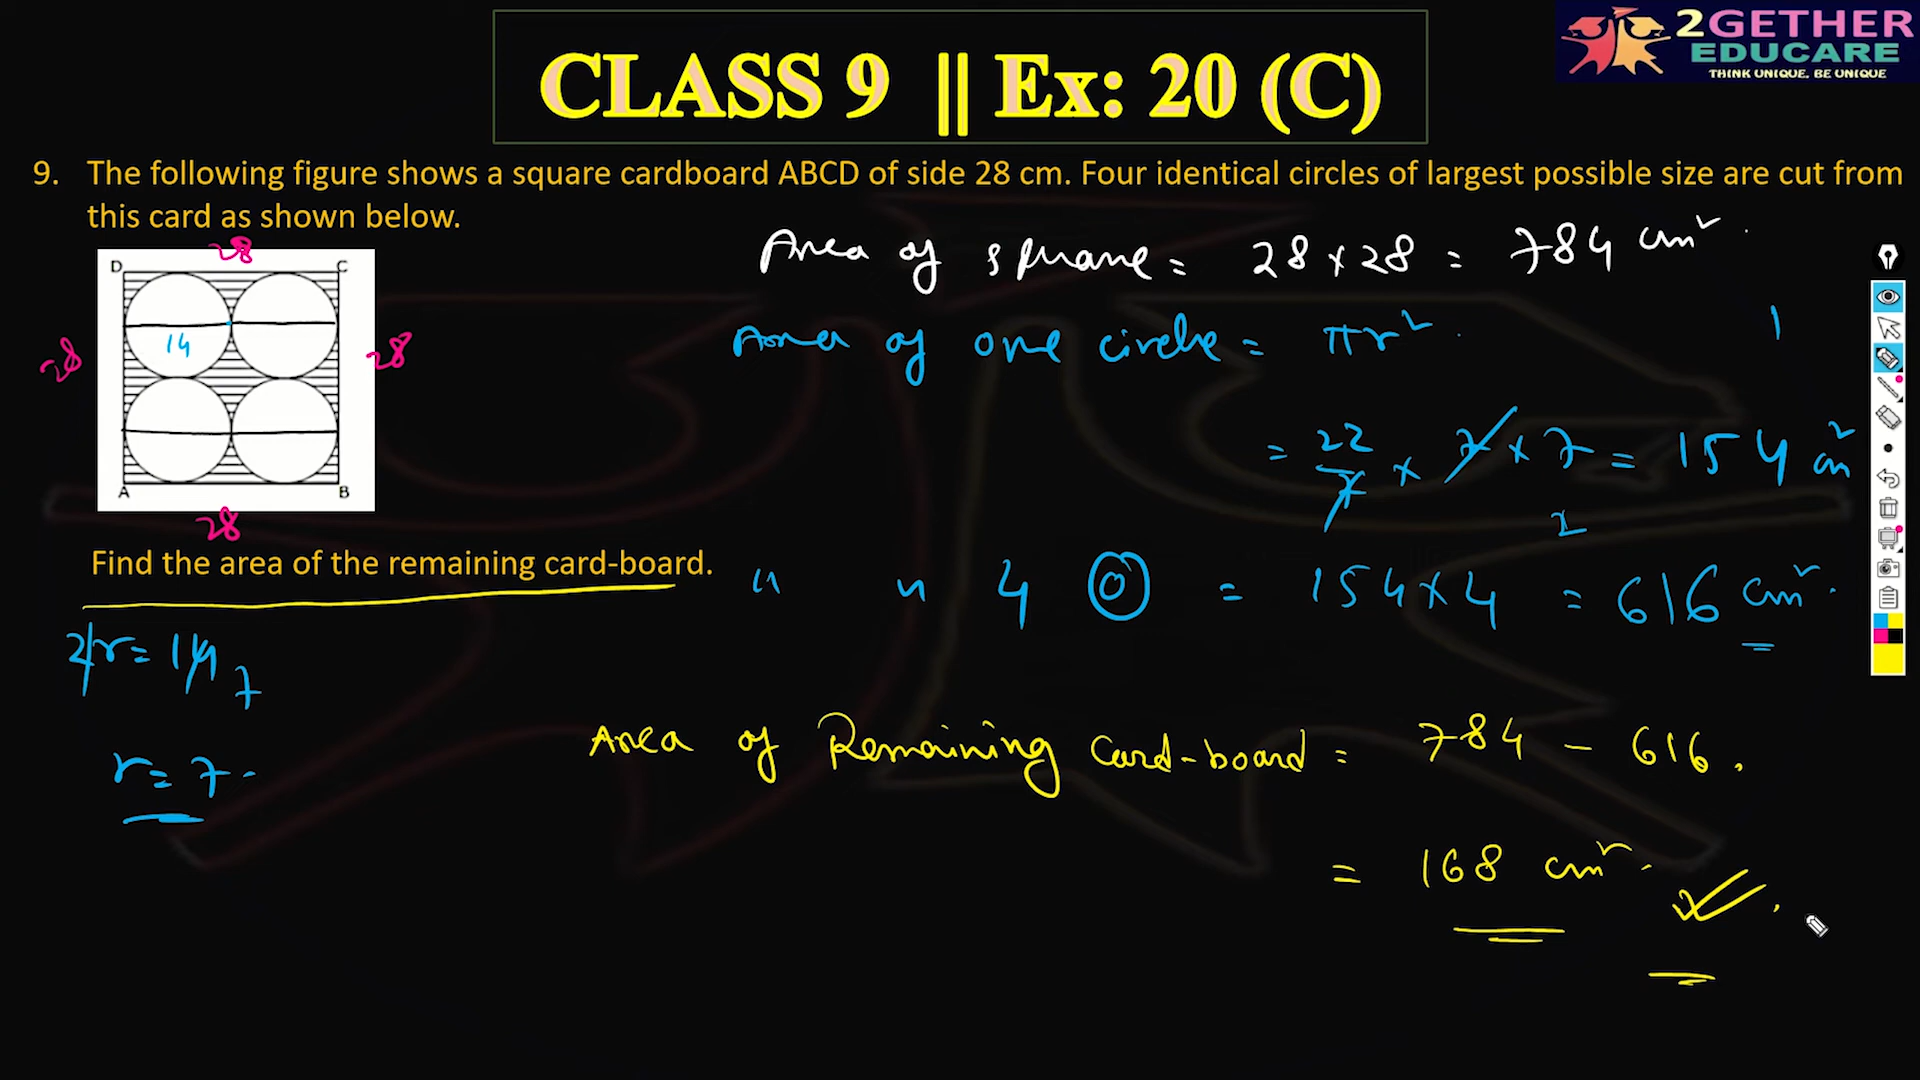 2GETHER
EDUCARE
THINK UNIQUE. BE UNIQUE
CLASS 9 || Ex: 20 (C)
9. The following figure shows a square cardboard ABCD of side 28 cm. Four identical circles of largest possible size are cut from
this card as shown below.
28
D C
14
28 28
A B
28
Find the area of the remaining card-board.
2r = 14 7
r = 7
Area of square = 28 × 28 = 784 cm²
Area of one circle = πr²
1
= 22/7 × 7 × 7 = 154 cm²
2
" " 4 = 154 × 4 = 616 cm².
Area of Remaining Card-board = 784 - 616.
= 168 cm².